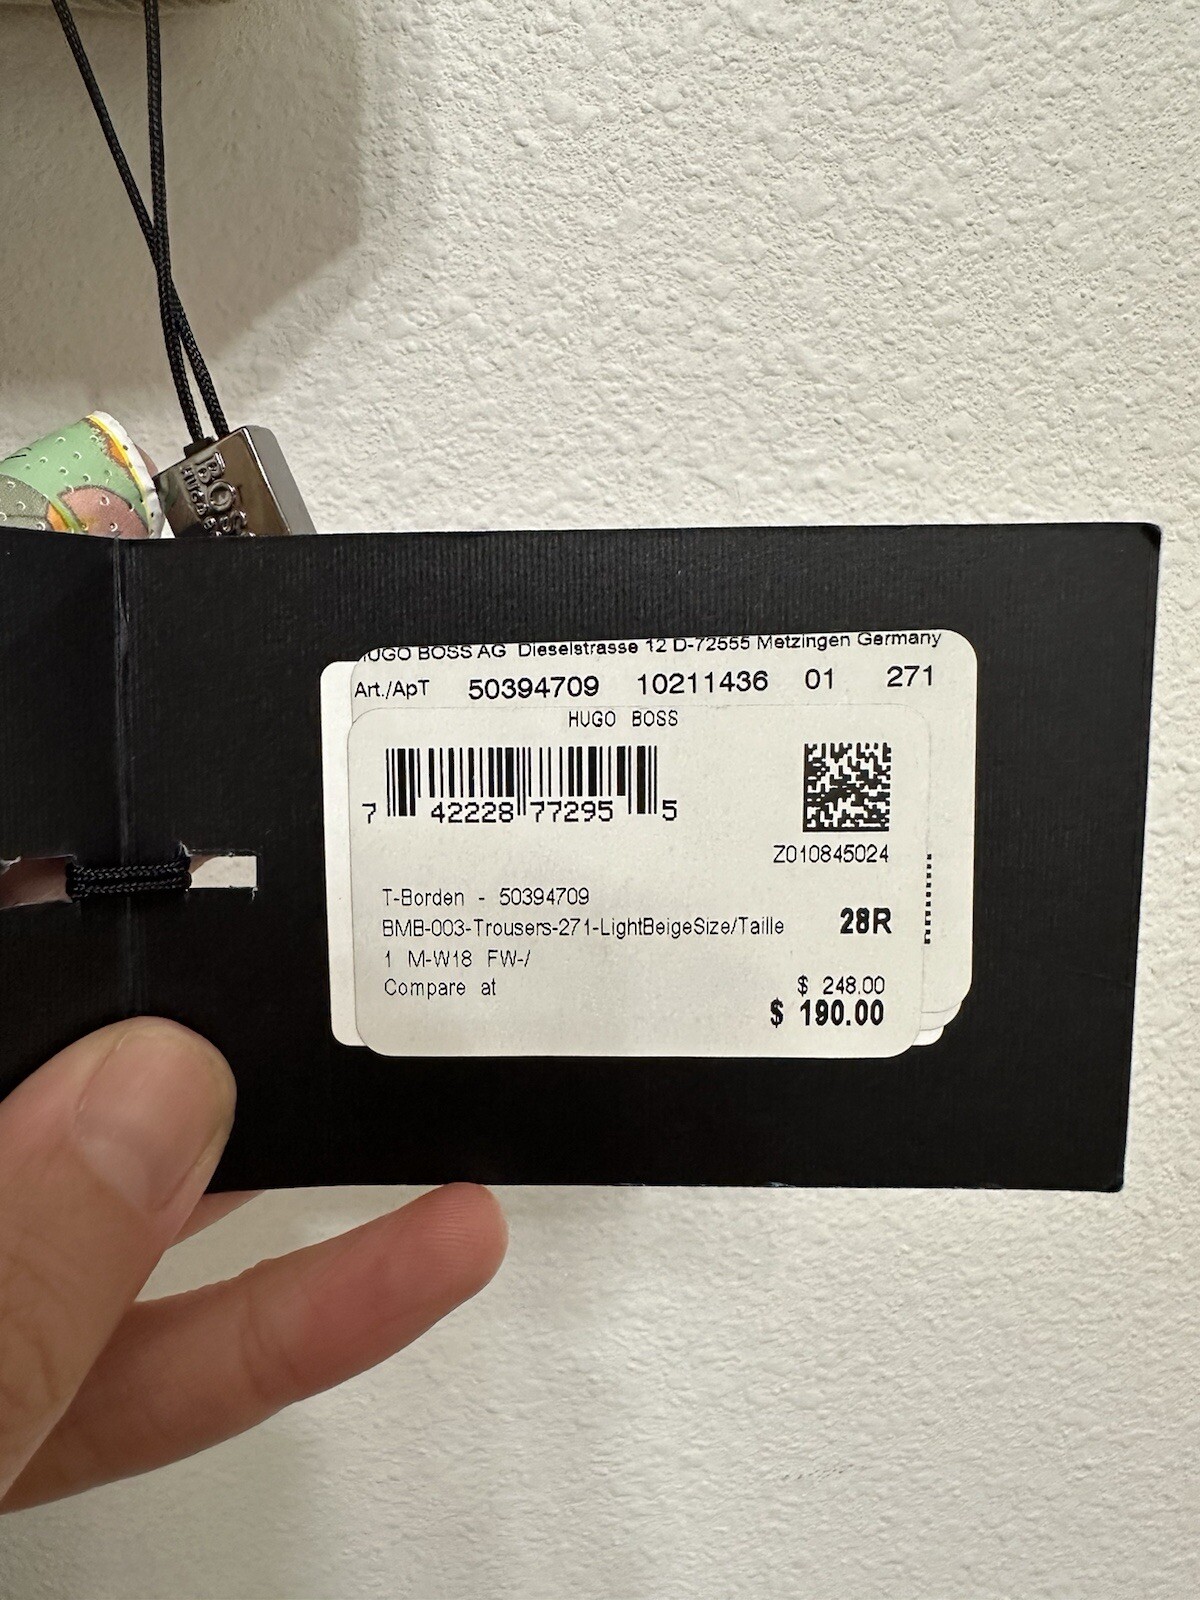 BOSS
HUGO BOSS AG Dieselstrasse 12 D-72555 Metzingen Germany
Art./ApT 50394709 10211436 01 271
HUGO BOSS
7 42228 77295 5
Z010845024
T-Borden - 50394709
BMB-003-Trousers-271-LightBeigeSize/Taille 28R
1 M-W18 FW-/
Compare at $ 248.00
$ 190.00